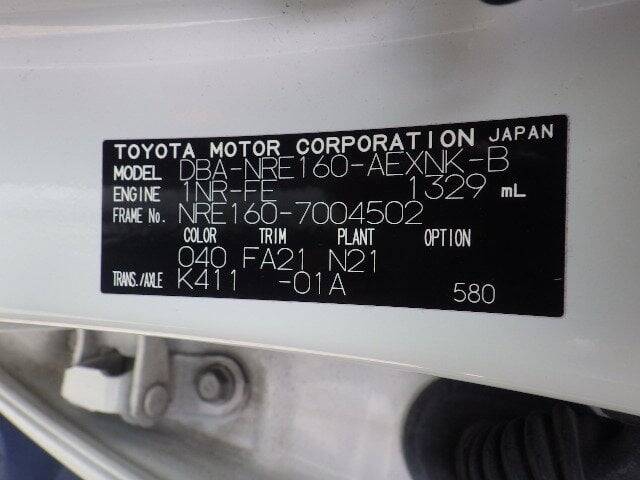 TOYOTA MOTOR CORPORATION JAPAN
MODEL DBA-NRE160-AEXNK-B
ENGINE 1NR-FE 1329 mL
FRAME No. NRE160-7004502
COLOR TRIM PLANT OPTION
040 FA21 N21
TRANS./AXLE K411 -01A
580